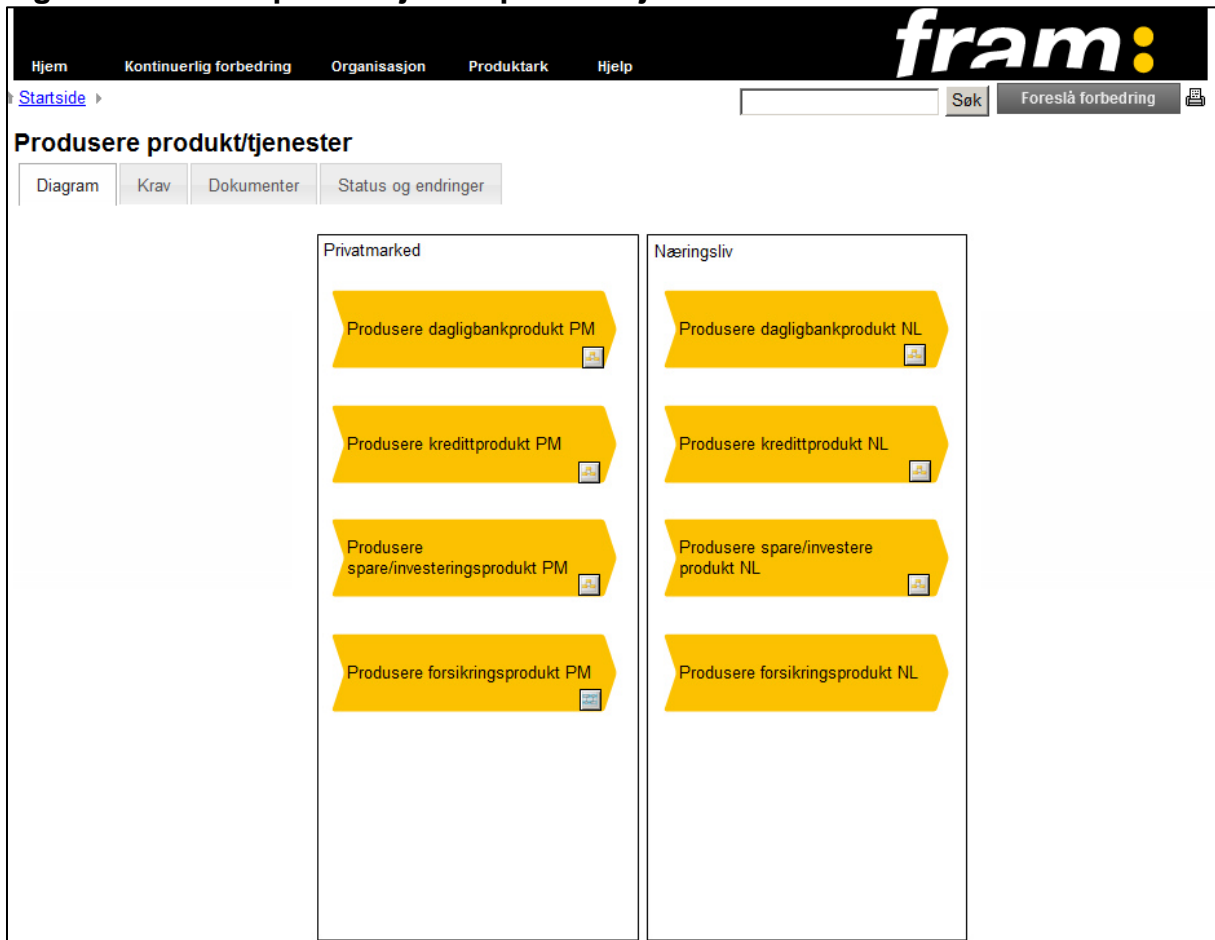 fram:
Hjem Kontinuerlig forbedring Organisasjon Produktark Hjelp
Startside
Søk
Foreslå forbedring
Produsere produkt/tjenester
Diagram Krav Dokumenter Status og endringer
Privatmarked
Produsere dagligbankprodukt PM
Produsere kredittprodukt PM
Produsere
spare/investeringsprodukt PM
Produsere forsikringsprodukt PM
Næringsliv
Produsere dagligbankprodukt NL
Produsere kredittprodukt NL
Produsere spare/investere
produkt NL
Produsere forsikringsprodukt NL